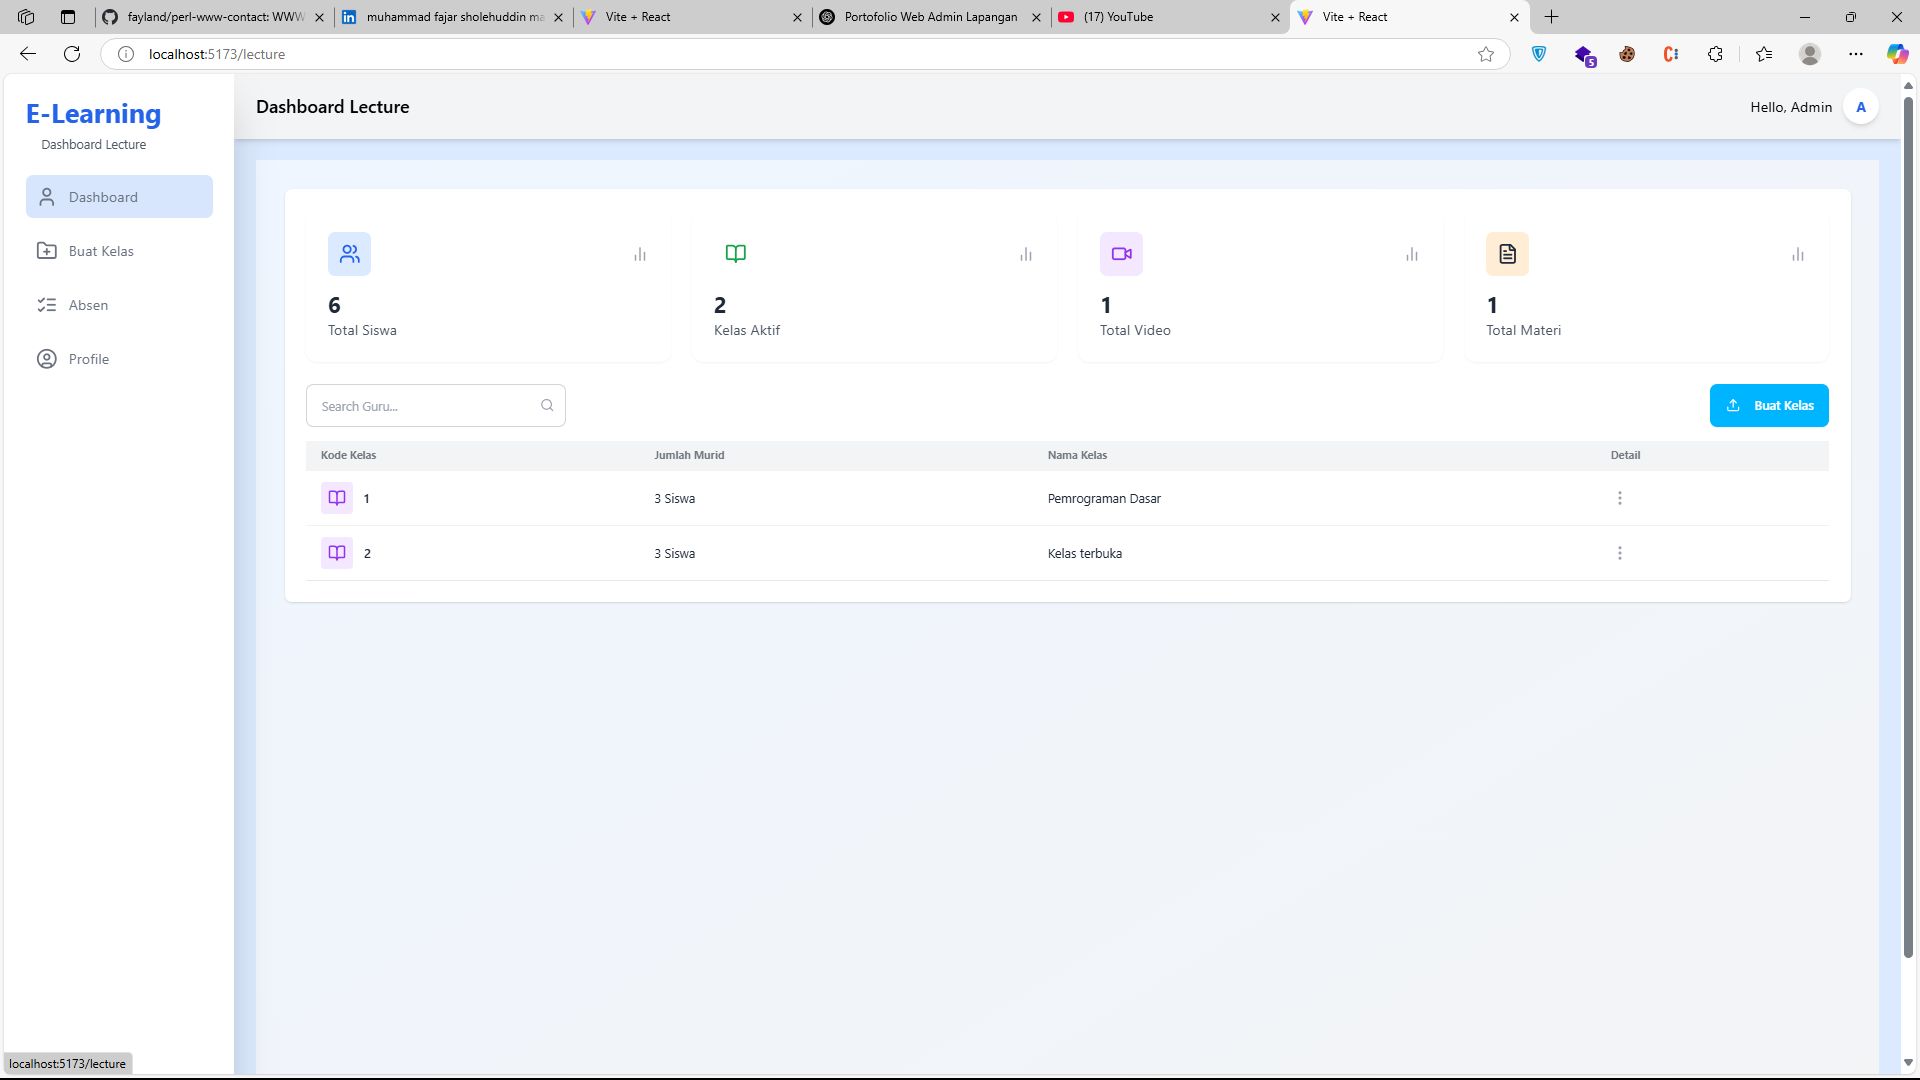 fayland/perl-www-contact: WWW
muhammad fajar sholehuddin ma
Vite + React
Portofolio Web Admin Lapangan
(17) YouTube
Vite + React
localhost:5173/lecture
5
E-Learning
Dashboard Lecture
Dashboard
Buat Kelas
Absen
Profile
Dashboard Lecture
Hello, Admin
A
6
Total Siswa
2
Kelas Aktif
1
Total Video
1
Total Materi
Search Guru...
Buat Kelas
Kode Kelas Jumlah Murid Nama Kelas Detail
1 3 Siswa Pemrograman Dasar
2 3 Siswa Kelas terbuka
localhost:5173/lecture